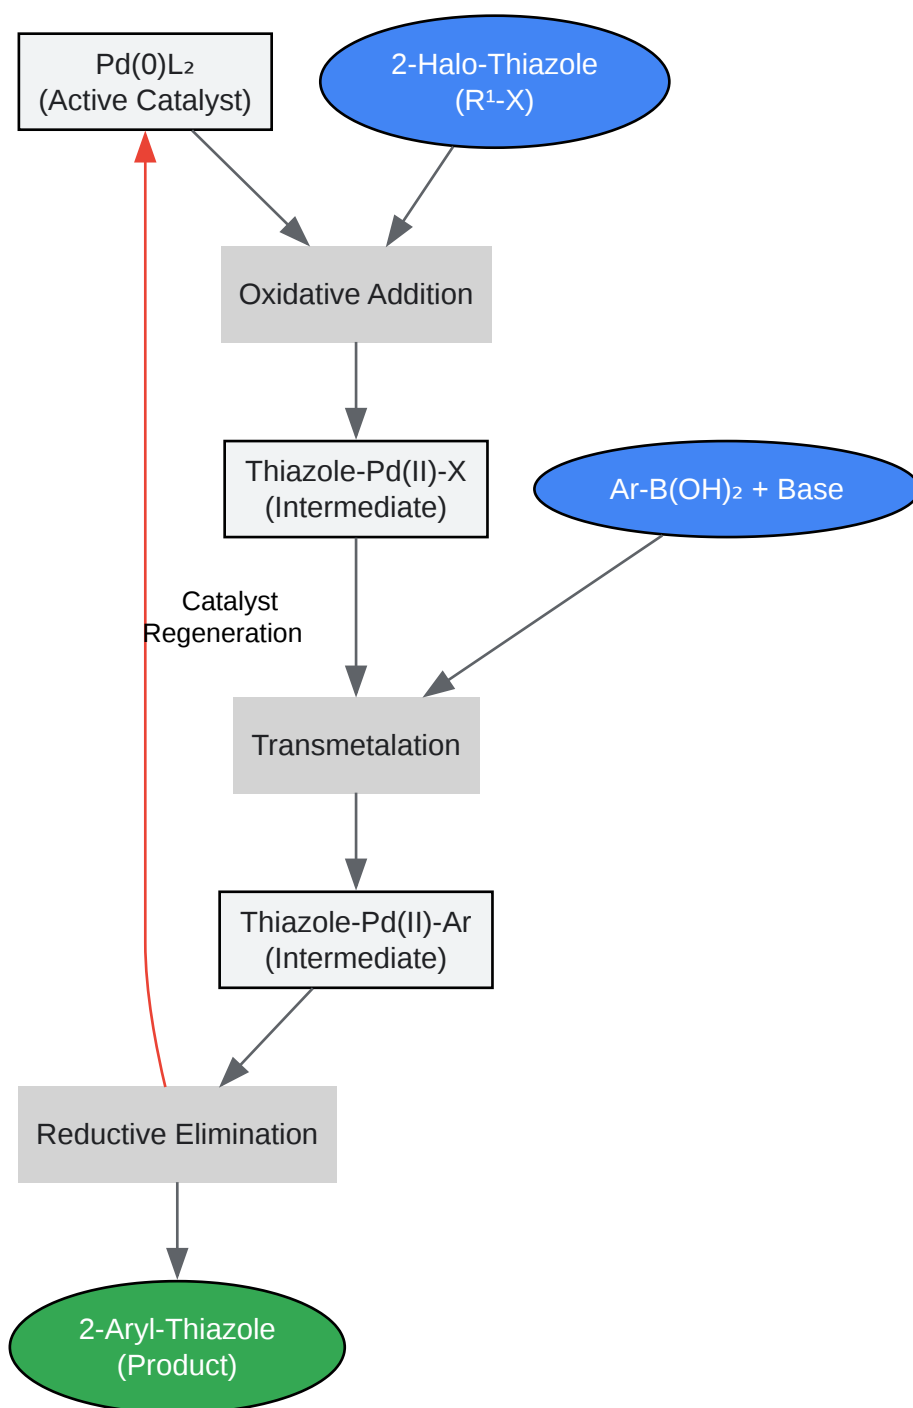 Pd(0)L₂
(Active Catalyst)
2-Halo-Thiazole
(R¹-X)
Oxidative Addition
Thiazole-Pd(II)-X
(Intermediate)
Ar-B(OH)₂ + Base
Catalyst
Regeneration
Transmetalation
Thiazole-Pd(II)-Ar
(Intermediate)
Reductive Elimination
2-Aryl-Thiazole
(Product)